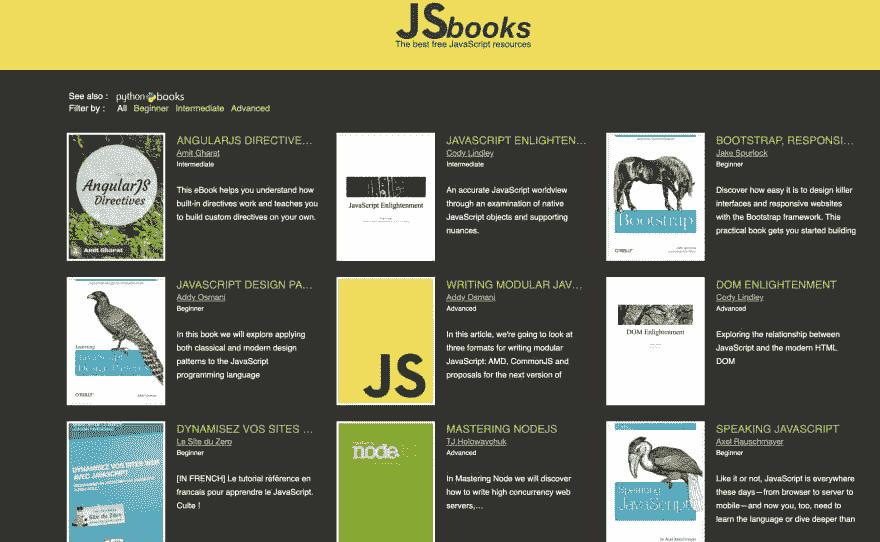 JSbooks
The best free JavaScript resources
See also : python books
Filter by : All Beginner Intermediate Advanced
AngularJS
Directives
Amit Gharat
ANGULARJS DIRECTIVE...
Amit Gharat
Intermediate
This eBook helps you understand how
built-in directives work and teaches you
to build custom directives on your own.
JavaScript Enlightenment
JAVASCRIPT ENLIGHTEN...
Cody Lindley
Intermediate
An accurate JavaScript worldview
through an examination of native
JavaScript objects and supporting
nuances.
Bootstrap
O'REILLY
BOOTSTRAP, RESPONSI...
Jake Spurlock
Beginner
Discover how easy it is to design killer
interfaces and responsive websites
with the Bootstrap framework. This
practical book gets you started building
Learning
JavaScript
Design Patterns
O'REILLY
JAVASCRIPT DESIGN PA...
Addy Osmani
Beginner
In this book we will explore applying
both classical and modern design
patterns to the JavaScript
programming language
JS
WRITING MODULAR JAV...
Addy Osmani
Advanced
In this article, we're going to look at
three formats for writing modular
JavaScript: AMD, CommonJS and
proposals for the next version of
DOM Enlightenment
DOM ENLIGHTENMENT
Cody Lindley
Advanced
Exploring the relationship between
JavaScript and the modern HTML
DOM
DYNAMISEZ VOS SITES WEB
AVEC JAVASCRIPT
Site du Zéro
DYNAMISEZ VOS SITES ...
Le Site du Zero
Beginner
[IN FRENCH] Le tutorial référence en
francais pour apprendre le JavaScript.
Cuite !
mastering
node
MASTERING NODEJS
TJ Holowaychuk
Advanced
In Mastering Node we will discover
how to write high concurrency web
servers,...
Speaking
JavaScript
Dr. Axel Rauschmayer
SPEAKING JAVASCRIPT
Axel Rauschmayer
Beginner
Like it or not, JavaScript is everywhere
these days—from browser to server to
mobile—and now you, too, need to
learn the language or dive deeper than